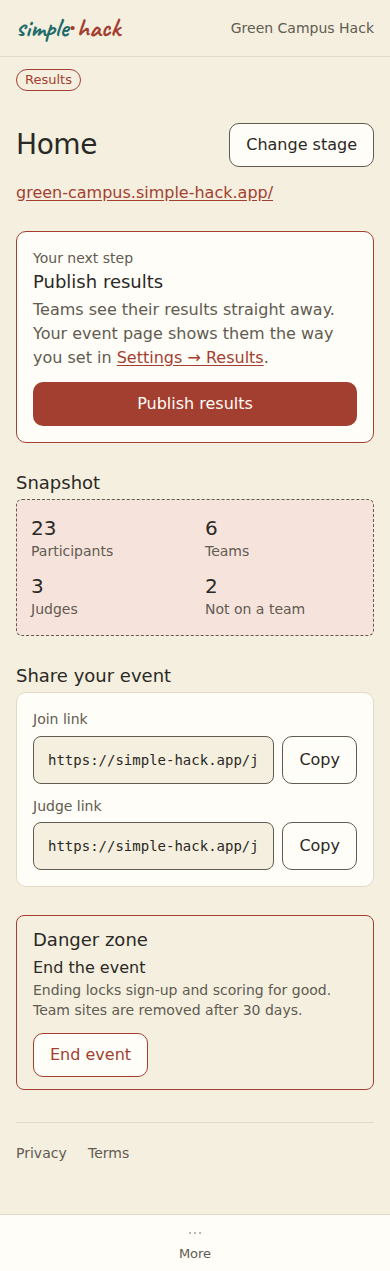 simple·hack
Green Campus Hack
Results
Home
Change stage
green-campus.simple-hack.app/
Your next step
Publish results
Teams see their results straight away.
Your event page shows them the way
you set in Settings → Results.
Publish results
Snapshot
23
Participants
6
Teams
3
Judges
2
Not on a team
Share your event
Join link
https://simple-hack.app/j
Copy
Judge link
https://simple-hack.app/j
Copy
Danger zone
End the event
Ending locks sign-up and scoring for good.
Team sites are removed after 30 days.
End event
Privacy
Terms
...
More